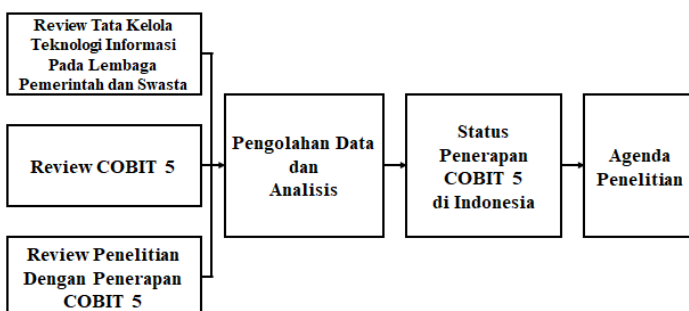 Review Tata Kelola
Teknologi Informasi
Pada Lembaga
Pemerintah dan Swasta
Review COBIT 5
Review Penelitian
Dengan Penerapan
COBIT 5
Pengolahan Data
dan
Analisis
Status
Penerapan
COBIT 5
di Indonesia
Agenda
Penelitian